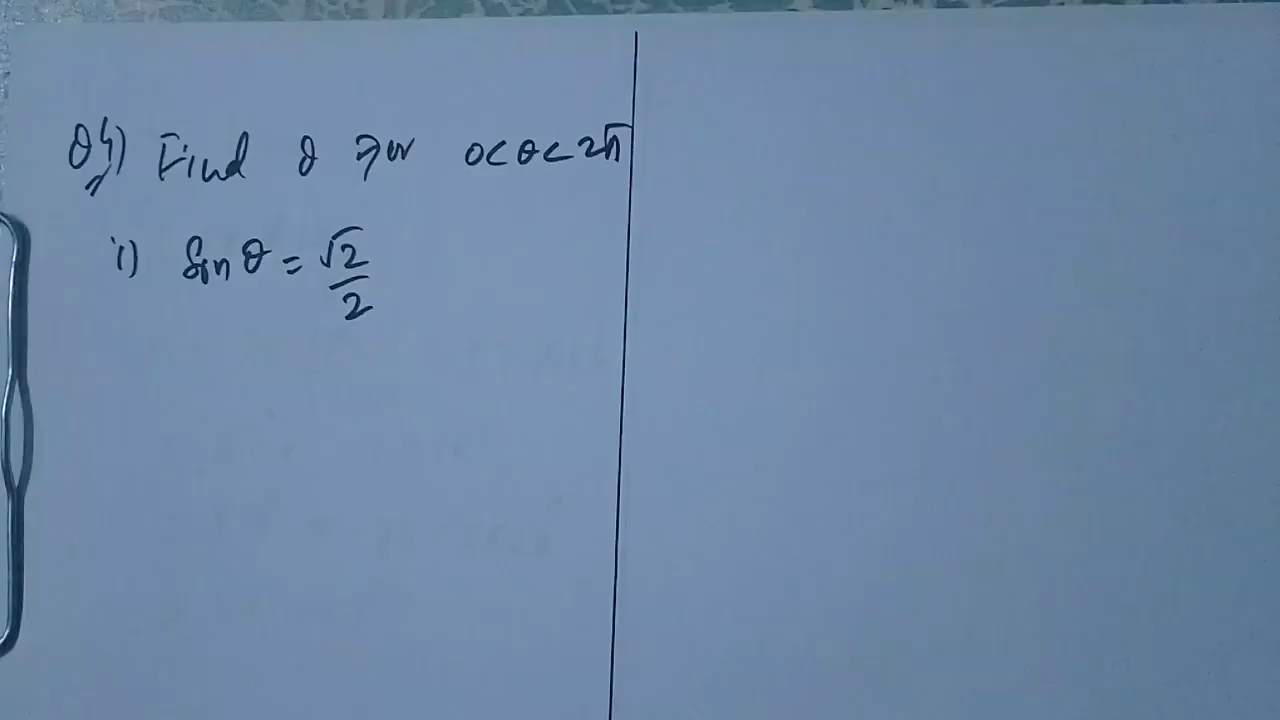 Q4) Find θ for 0<θ<2π
i) Sin θ = √2/2